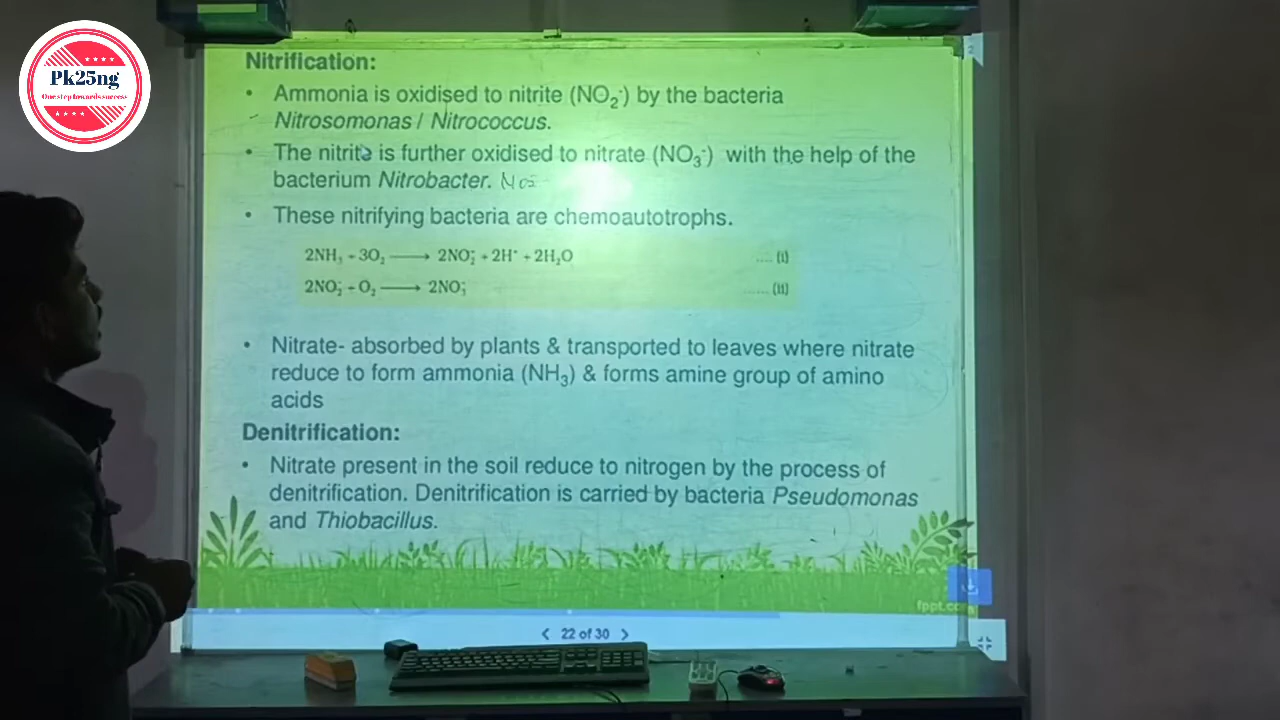 Pk25ng
One step towards success
Nitrification:
• Ammonia is oxidised to nitrite (NO₂⁻) by the bacteria
Nitrosomonas / Nitrococcus.
• The nitrite is further oxidised to nitrate (NO₃⁻) with the help of the
bacterium Nitrobacter.
• These nitrifying bacteria are chemoautotrophs.
2NH₃ + 3O₂ ⟶ 2NO₂⁻ + 2H⁺ + 2H₂O .... (i)
2NO₂⁻ + O₂ ⟶ 2NO₃⁻ ...... (ii)
• Nitrate- absorbed by plants & transported to leaves where nitrate
reduce to form ammonia (NH₃) & forms amine group of amino
acids
Denitrification:
• Nitrate present in the soil reduce to nitrogen by the process of
denitrification. Denitrification is carried by bacteria Pseudomonas
and Thiobacillus.
fppt.com
22 of 30